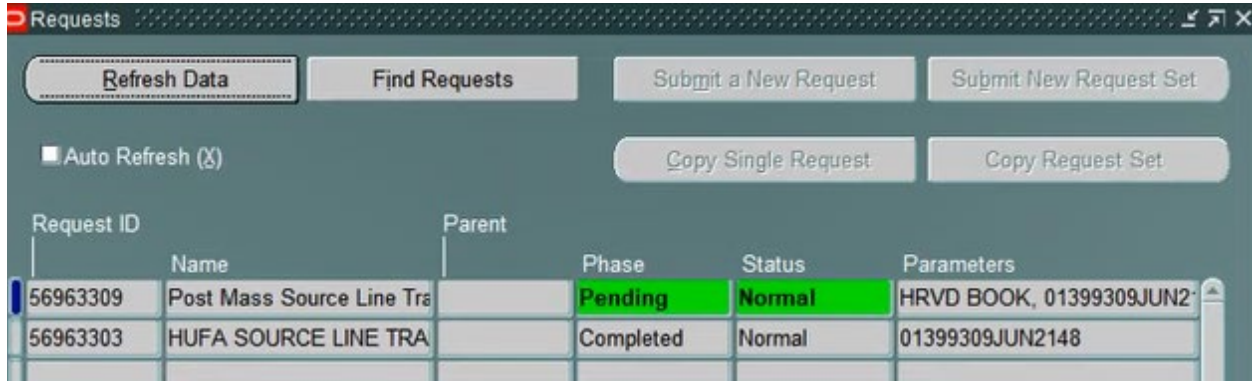 Requests
Refresh Data Find Requests Submit a New Request Submit New Request Set
Auto Refresh (X) Copy Single Request Copy Request Set
Request ID Parent
Name Phase Status Parameters
56963309 Post Mass Source Line Tra Pending Normal HRVD BOOK, 01399309JUN21
56963303 HUFA SOURCE LINE TRA Completed Normal 01399309JUN2148